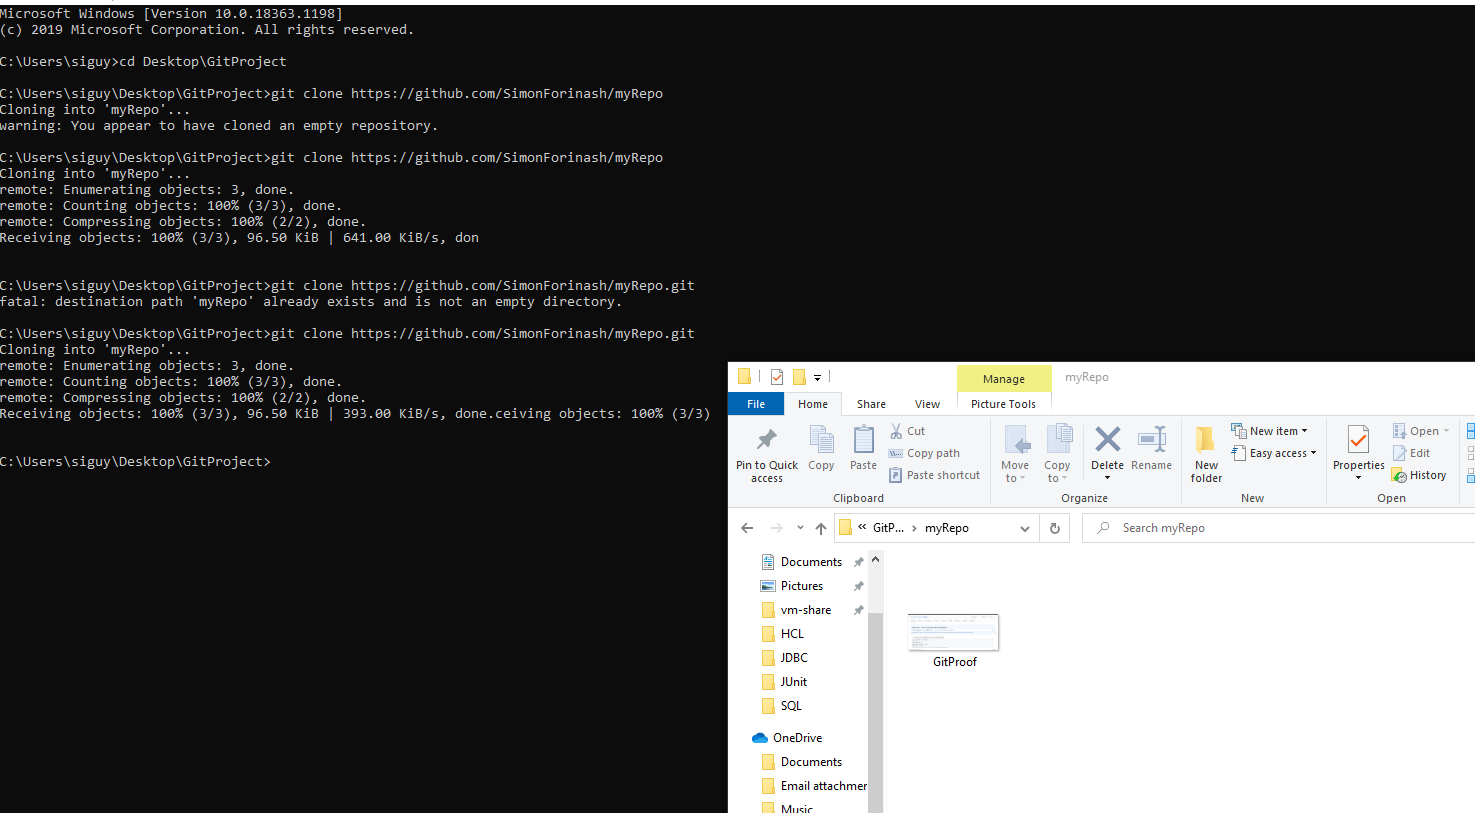 Microsoft Windows [Version 10.0.18363.1198]
(c) 2019 Microsoft Corporation. All rights reserved.
C:\Users\siguy>cd Desktop\GitProject
C:\Users\siguy\Desktop\GitProject>git clone https://github.com/SimonForinash/myRepo
Cloning into 'myRepo'...
warning: You appear to have cloned an empty repository.
C:\Users\siguy\Desktop\GitProject>git clone https://github.com/SimonForinash/myRepo
Cloning into 'myRepo'...
remote: Enumerating objects: 3, done.
remote: Counting objects: 100% (3/3), done.
remote: Compressing objects: 100% (2/2), done.
Receiving objects: 100% (3/3), 96.50 KiB | 641.00 KiB/s, don
C:\Users\siguy\Desktop\GitProject>git clone https://github.com/SimonForinash/myRepo.git
fatal: destination path 'myRepo' already exists and is not an empty directory.
C:\Users\siguy\Desktop\GitProject>git clone https://github.com/SimonForinash/myRepo.git
Cloning into 'myRepo'...
remote: Enumerating objects: 3, done.
remote: Counting objects: 100% (3/3), done.
remote: Compressing objects: 100% (2/2), done.
Receiving objects: 100% (3/3), 96.50 KiB | 393.00 KiB/s, done.ceiving objects: 100% (3/3)
C:\Users\siguy\Desktop\GitProject>
Manage myRepo
File Home Share View Picture Tools
Pin to Quick access
Copy
Paste
Cut
Copy path
Paste shortcut
Clipboard
Move to
Copy to
Delete
Rename
Organize
New folder
New item
Easy access
New
Properties
Open
Edit
History
Open
« GitP... > myRepo
Search myRepo
Documents
Pictures
vm-share
HCL
JDBC
JUnit
SQL
OneDrive
Documents
Email attachmer
Music
GitProof